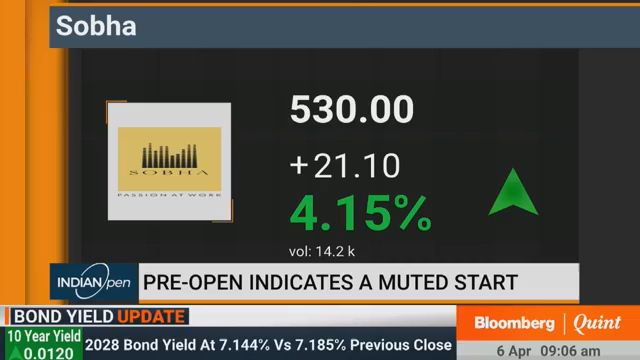 Sobha
530.00
+21.10
4.15%
vol: 14.2 k
SOBHA
PASSION AT WORK
INDIAN open
PRE-OPEN INDICATES A MUTED START
BOND YIELD UPDATE
10 Year Yield
0.0120
2028 Bond Yield At 7.144% Vs 7.185% Previous Close
Bloomberg | Quint
6 Apr 09:06 am